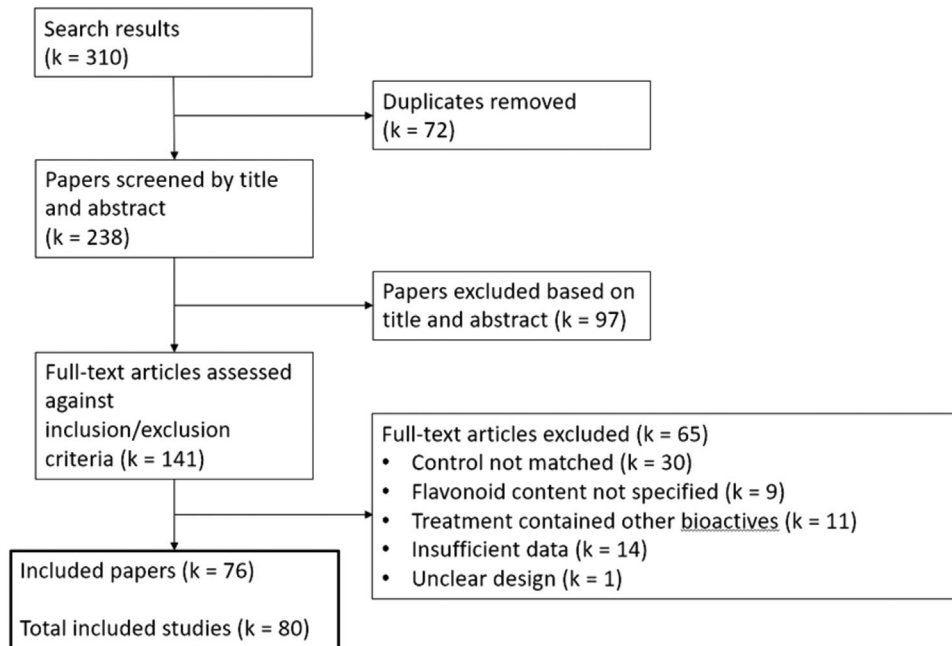 Search results
(k = 310)
Duplicates removed
(k = 72)
Papers screened by title
and abstract
(k = 238)
Papers excluded based on
title and abstract (k = 97)
Full-text articles assessed
against
inclusion/exclusion
criteria (k = 141)
Full-text articles excluded (k = 65)
• Control not matched (k = 30)
• Flavonoid content not specified (k = 9)
• Treatment contained other bioactives (k = 11)
• Insufficient data (k = 14)
• Unclear design (k = 1)
Included papers (k = 76)
Total included studies (k = 80)